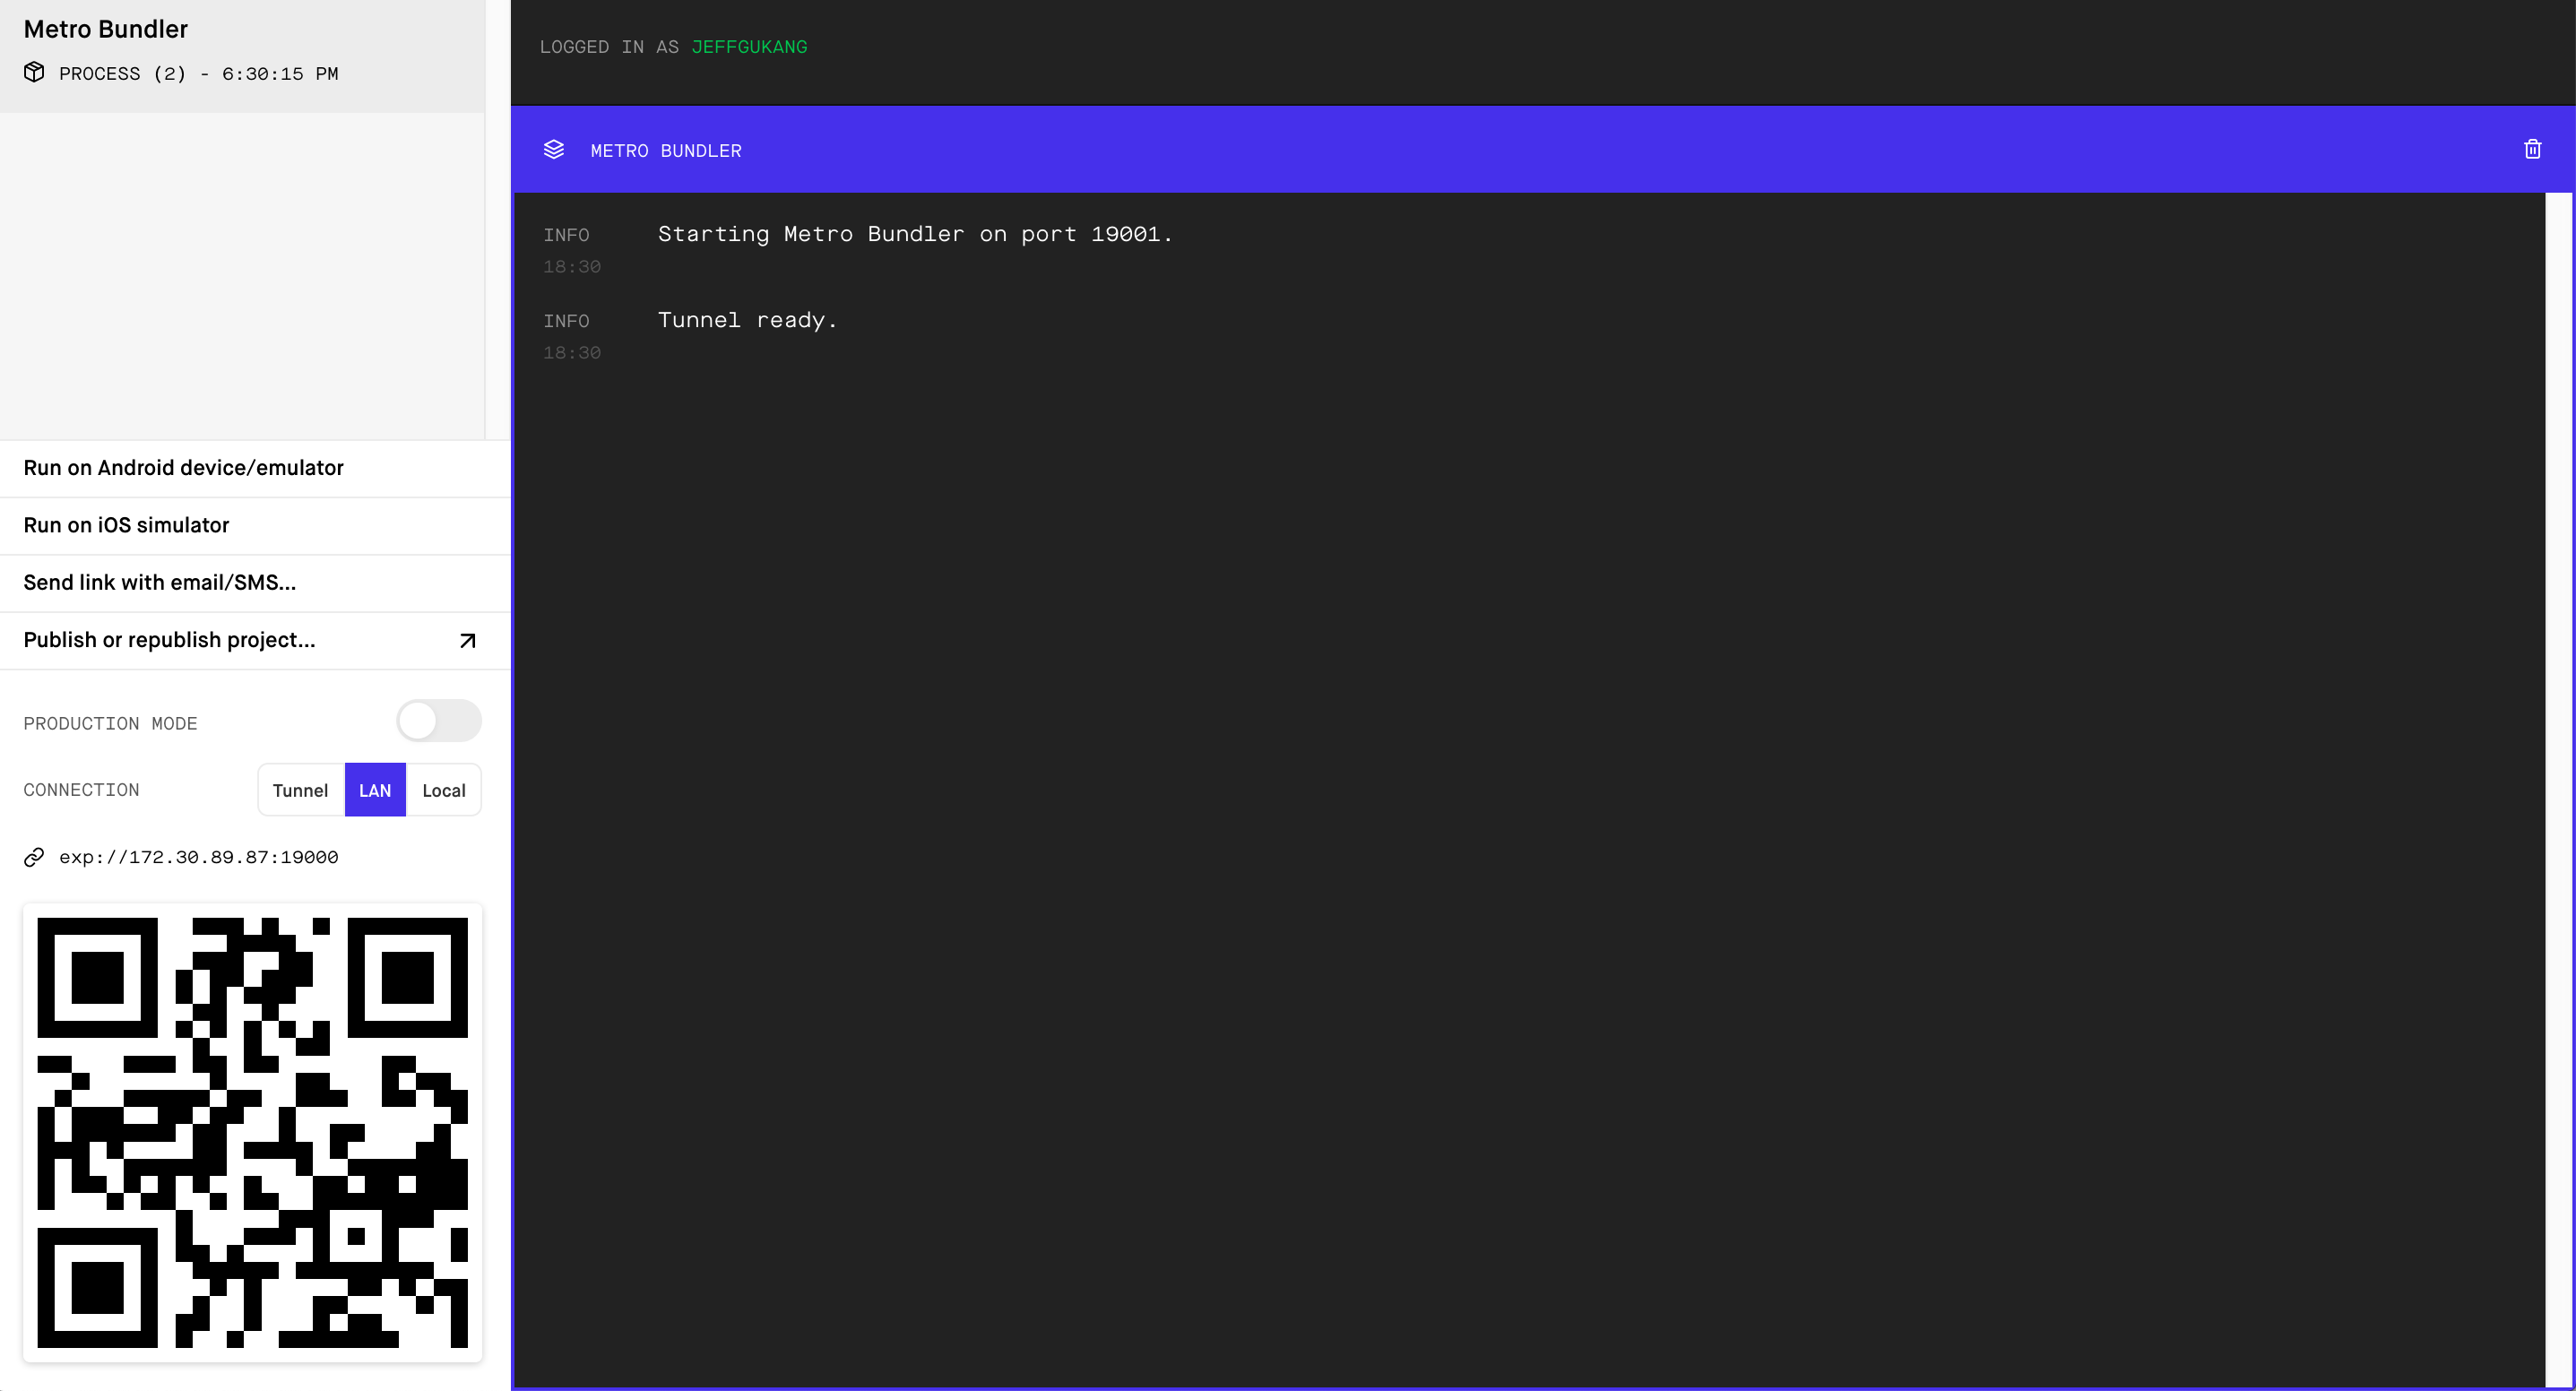 Metro Bundler
PROCESS (2) - 6:30:15 PM
Run on Android device/emulator
Run on iOS simulator
Send link with email/SMS...
Publish or republish project...
PRODUCTION MODE
CONNECTION Tunnel LAN Local
exp://172.30.89.87:19000
LOGGED IN AS JEFFGUKANG
METRO BUNDLER
INFO Starting Metro Bundler on port 19001.
18:30
INFO Tunnel ready.
18:30